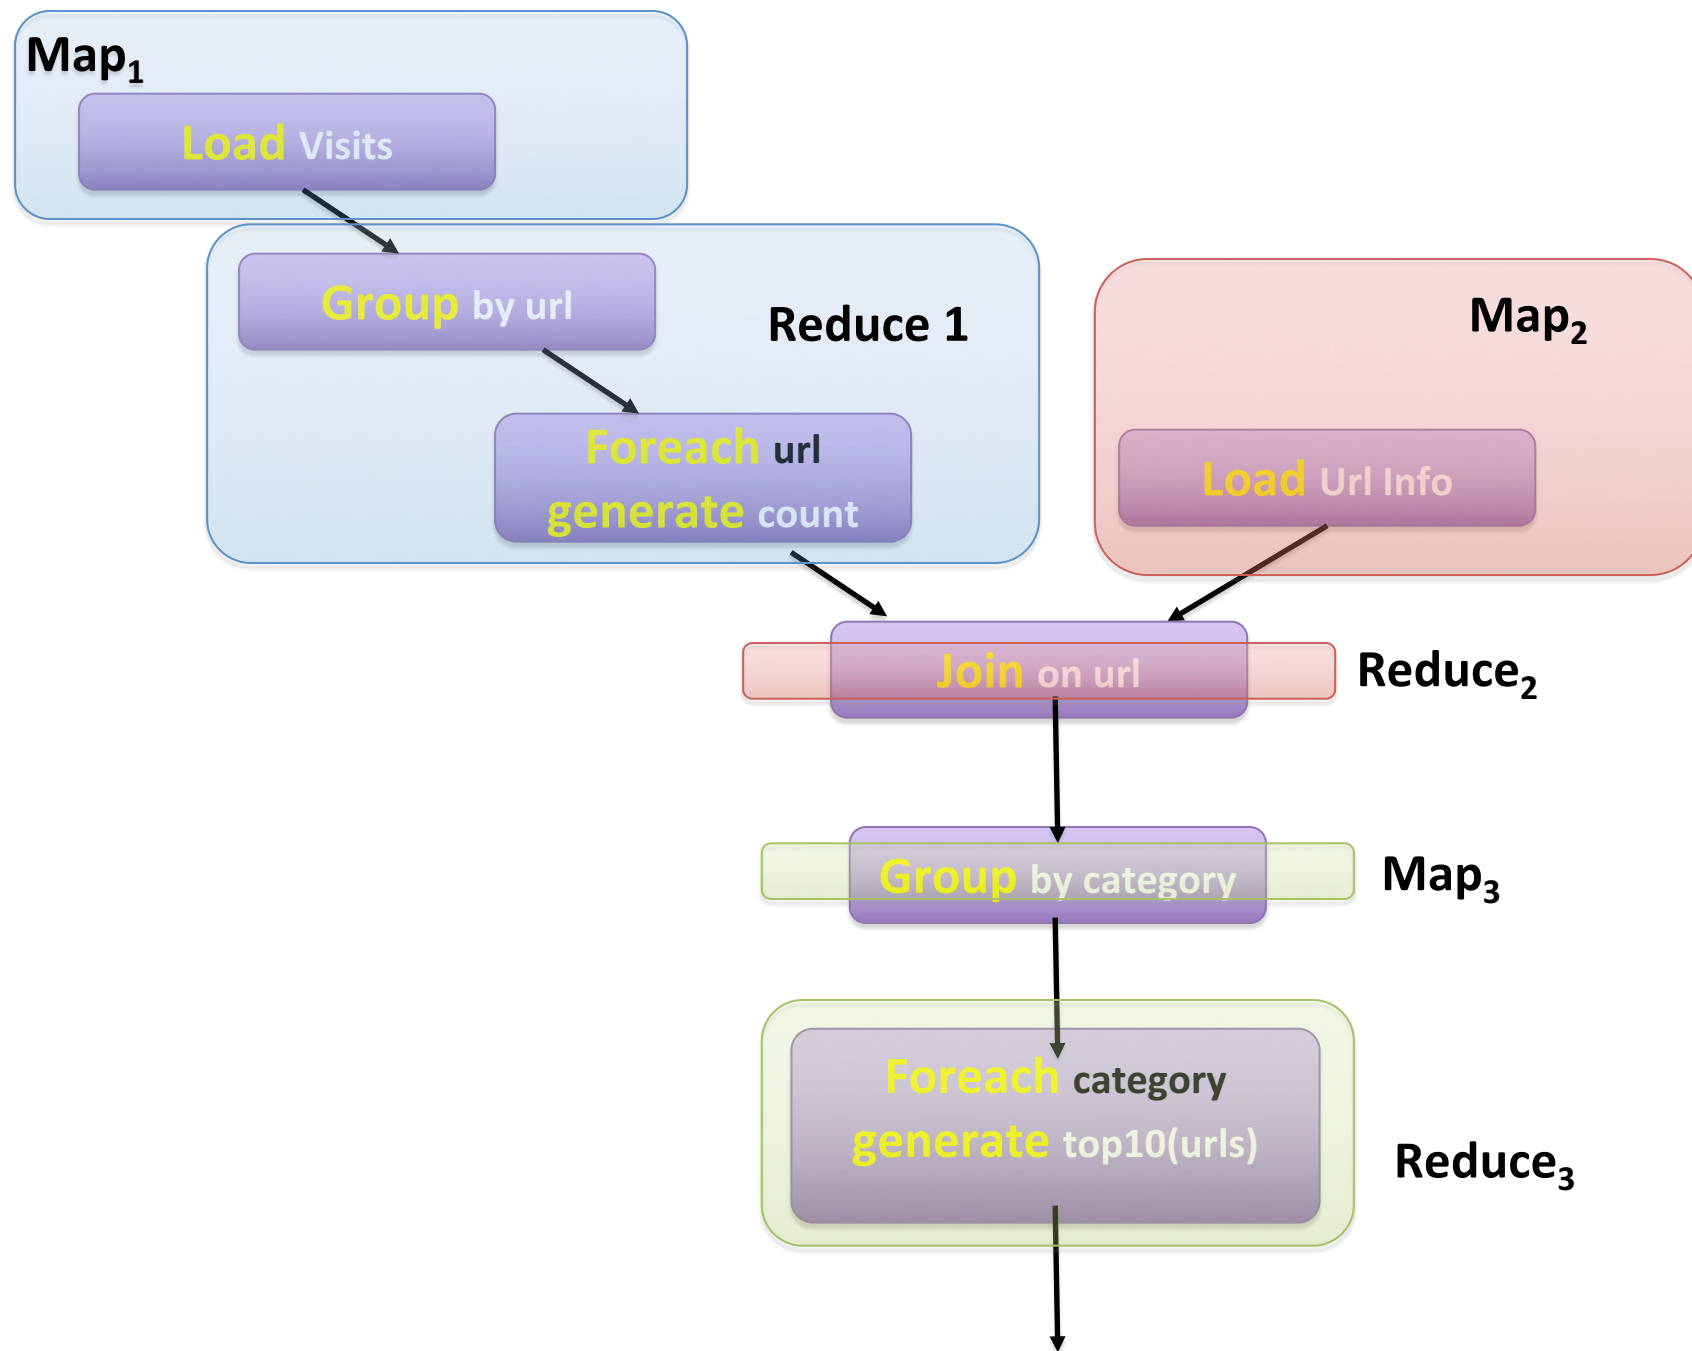 Map₁
Load Visits
Group by url
Reduce 1
Map₂
Foreach url
generate count
Load Url Info
Join on url
Reduce₂
Group by category
Map₃
Foreach category
generate top10(urls)
Reduce₃